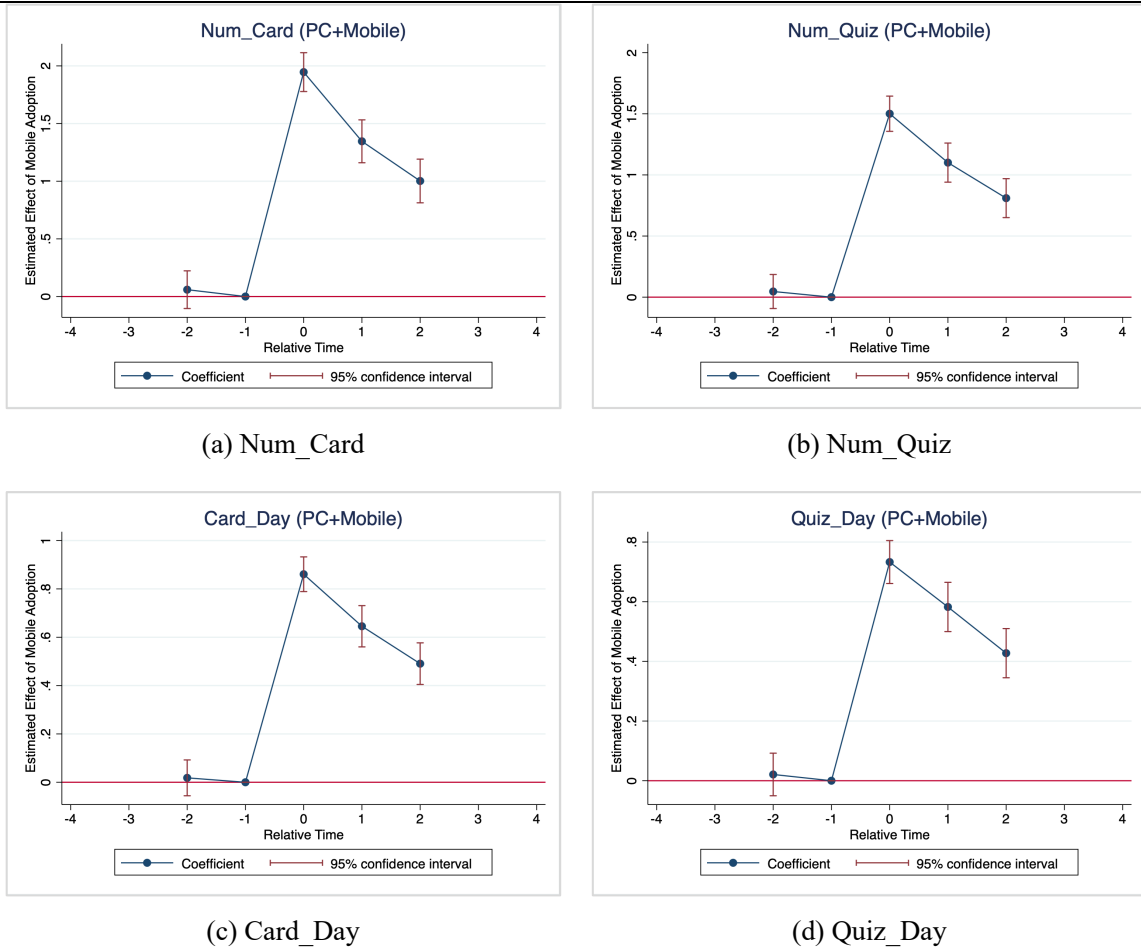 Num_Card (PC+Mobile)
Estimated Effect of Mobile Adoption
2
1.5
1
.5
0
-4 -3 -2 -1 0 1 2 3 4
Relative Time
Coefficient 95% confidence interval
(a) Num_Card
Num_Quiz (PC+Mobile)
Estimated Effect of Mobile Adoption
2
1.5
1
.5
0
-4 -3 -2 -1 0 1 2 3 4
Relative Time
Coefficient 95% confidence interval
(b) Num_Quiz
Card_Day (PC+Mobile)
Estimated Effect of Mobile Adoption
1
.8
.6
.4
.2
0
-4 -3 -2 -1 0 1 2 3 4
Relative Time
Coefficient 95% confidence interval
(c) Card_Day
Quiz_Day (PC+Mobile)
Estimated Effect of Mobile Adoption
.8
.6
.4
.2
0
-4 -3 -2 -1 0 1 2 3 4
Relative Time
Coefficient 95% confidence interval
(d) Quiz_Day